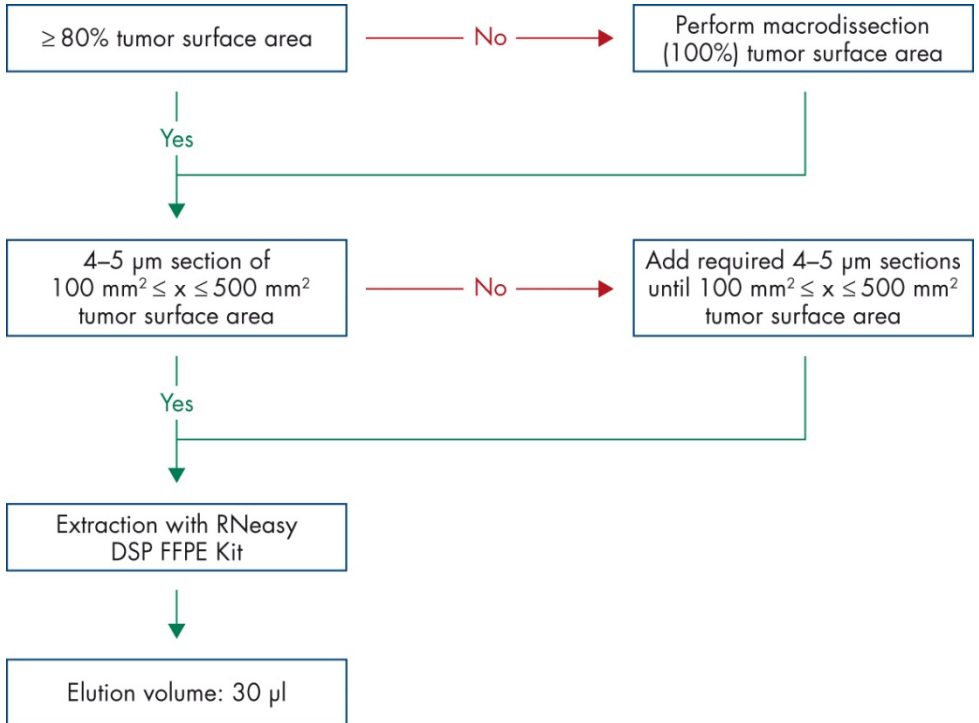 ≥ 80% tumor surface area
No
Perform macrodissection
(100%) tumor surface area
Yes
4–5 µm section of
100 mm² ≤ x ≤ 500 mm²
tumor surface area
No
Add required 4–5 µm sections
until 100 mm² ≤ x ≤ 500 mm²
tumor surface area
Yes
Extraction with RNeasy
DSP FFPE Kit
Elution volume: 30 µl